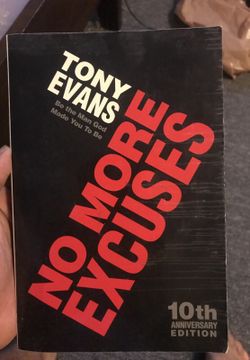 TONY
EVANS
Be the Man God
Made You To Be
NO MORE
EXCUSES
10th
ANNIVERSARY
EDITION